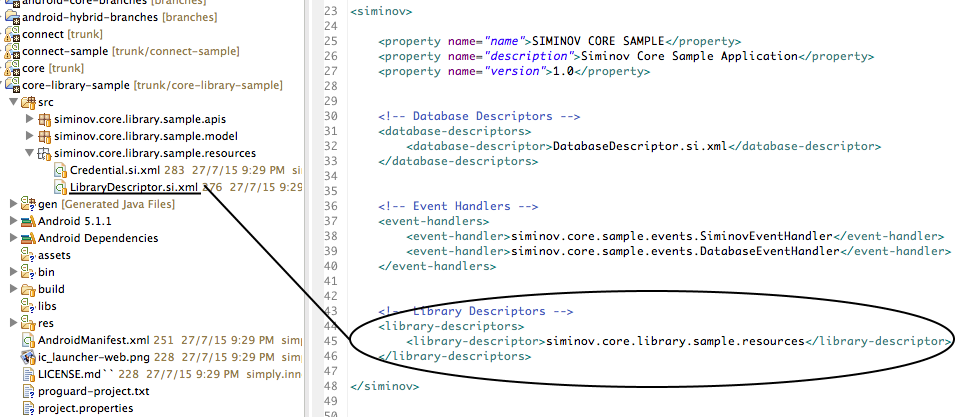 android-core-branches [branches]
android-hybrid-branches [branches]
connect [trunk]
connect-sample [trunk/connect-sample]
core [trunk]
core-library-sample [trunk/core-library-sample]
src
siminov.core.library.sample.apis
siminov.core.library.sample.model
siminov.core.library.sample.resources
Credential.si.xml 283 27/7/15 9:29 PM si
LibraryDescriptor.si.xml 276 27/7/15 9:29
gen [Generated Java Files]
Android 5.1.1
Android Dependencies
assets
bin
build
libs
res
AndroidManifest.xml 251 27/7/15 9:29 PM
ic_launcher-web.png 228 27/7/15 9:29 PM
LICENSE.md`` 228 27/7/15 9:29 PM simply.inn
proguard-project.txt
project.properties
23 <siminov>
24
25 <property name="name">SIMINOV CORE SAMPLE</property>
26 <property name="description">Siminov Core Sample Application</property>
27 <property name="version">1.0</property>
28
29
30 <!-- Database Descriptors -->
31 <database-descriptors>
32 <database-descriptor>DatabaseDescriptor.si.xml</database-descriptor>
33 </database-descriptors>
34
35
36 <!-- Event Handlers -->
37 <event-handlers>
38 <event-handler>siminov.core.sample.events.SiminovEventHandler</event-handler>
39 <event-handler>siminov.core.sample.events.DatabaseEventHandler</event-handler>
40 </event-handlers>
41
42
43 <!-- Library Descriptors -->
44 <library-descriptors>
45 <library-descriptor>siminov.core.library.sample.resources</library-descriptor>
46 </library-descriptors>
47
48 </siminov>
49
50